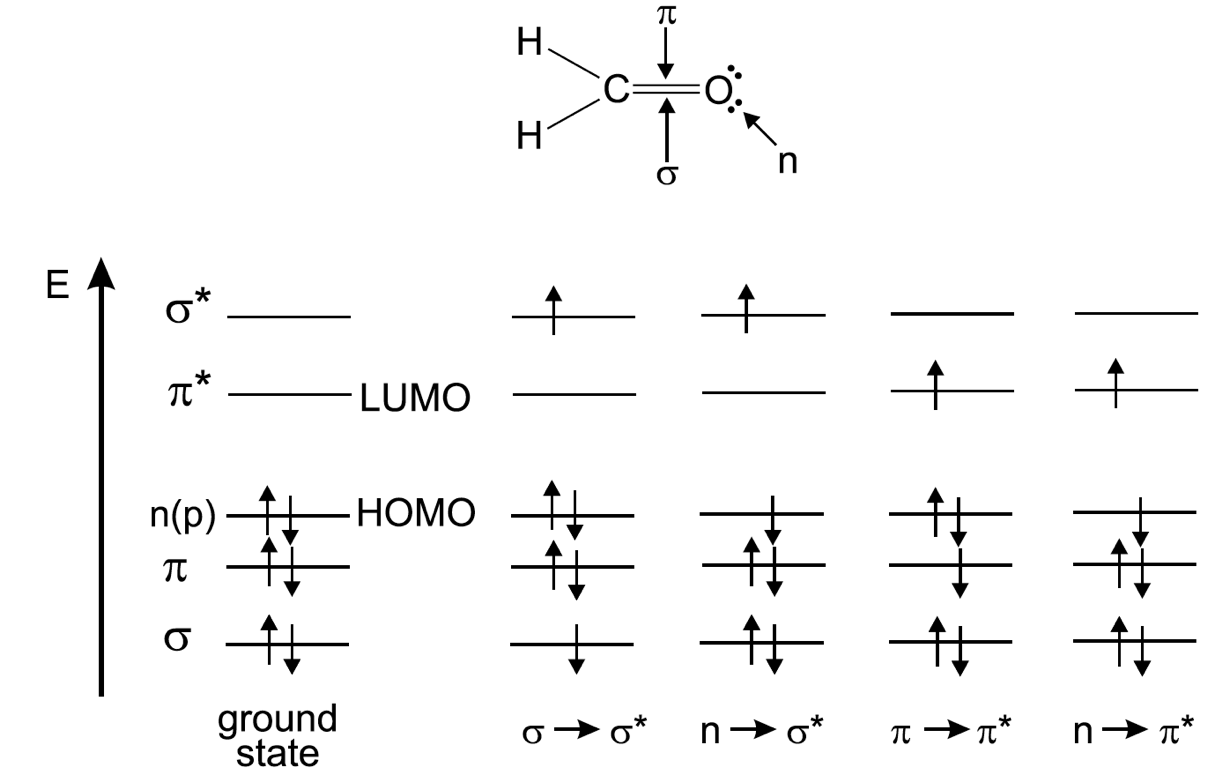 π
H
C
O
H
n
σ
E
σ*
π* LUMO
n(p) HOMO
π
σ
ground
state
σ → σ*
n → σ*
π → π*
n → π*